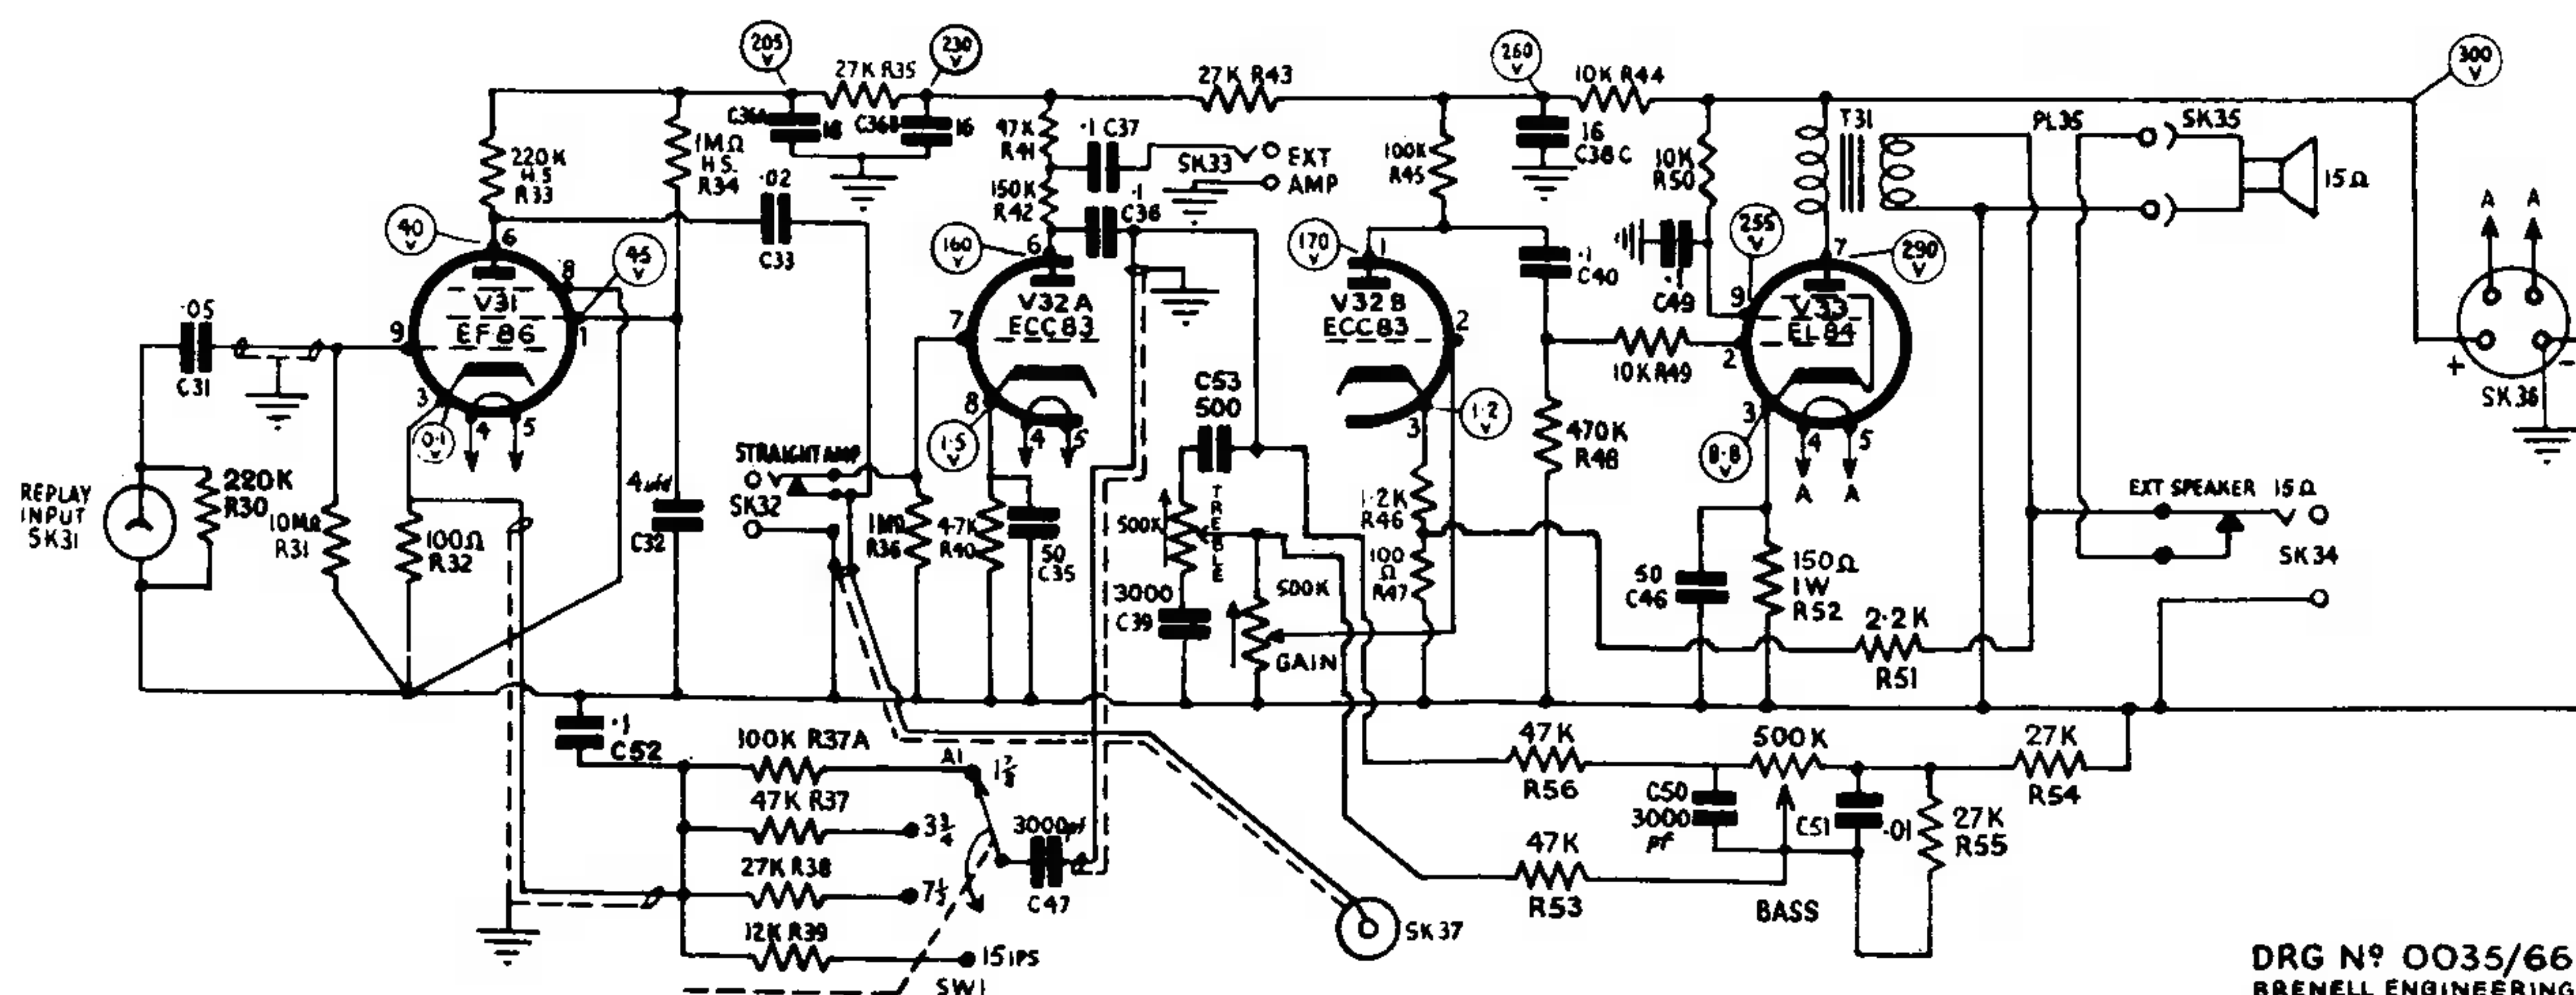 205
V
230
V
260
V
300
V
27K R35
27K R43
10K R44
C36A
16
C36B
16
47K
R41
.1 C37
SK33
EXT
AMP
16
C38C
100K
R45
10K
R50
T31
PL35
SK35
15Ω
220K
H.S
R33
1MΩ
H.S.
R34
.02
C33
150K
R42
.1
C36
40
V
6
45
V
8
160
V
6
170
V
1
.1
C40
.1
C49
255
V
7
290
V
A A
.05
C31
9
V31
EF86
1
7
V32A
ECC83
V32B
ECC83
2
9
V33
EL84
2
10K R49
+
-
SK36
3
0.1
4
5
8
1.5
V
4
5
C53
500
3
1.2
V
470K
R48
3
8.8
V
4
5
A A
REPLAY
INPUT
SK31
220K
R30
10MΩ
R31
100Ω
R32
4 μfd
C32
STRAIGHT AMP
SK32
1MΩ
R36
4.7K
R40
50
C35
500K
TREBLE
3000
C39
500K
GAIN
1.2K
R46
100
Ω
R47
50
C46
150Ω
1W
R52
2.2K
R51
EXT SPEAKER 15Ω
SK34
.1
C52
100K R37A
A1
1⅞
47K R37
3¾
27K R38
7½
12K R39
15 IPS
SW1
3000pf
C47
SK37
47K
R56
500K
27K
R54
C50
3000
pf
C51
.01
27K
R55
47K
R53
BASS
DRG Nº 0035/66
BRENELL ENGINEERING